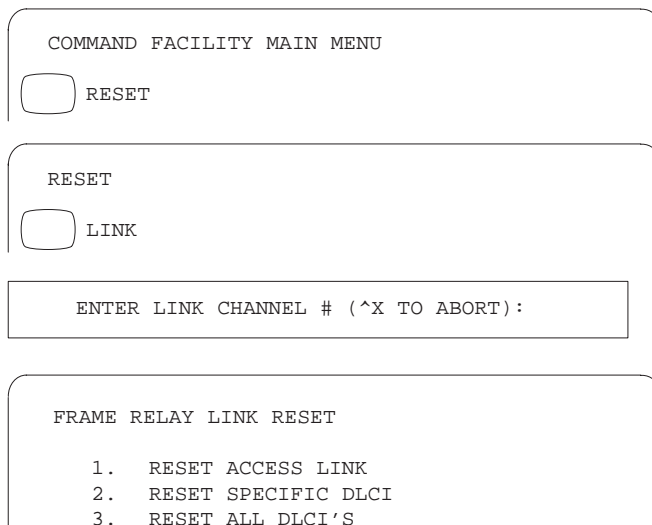 COMMAND FACILITY MAIN MENU
RESET
RESET
LINK
ENTER LINK CHANNEL # (^X TO ABORT):
FRAME RELAY LINK RESET
1. RESET ACCESS LINK
2. RESET SPECIFIC DLCI
3. RESET ALL DLCI'S